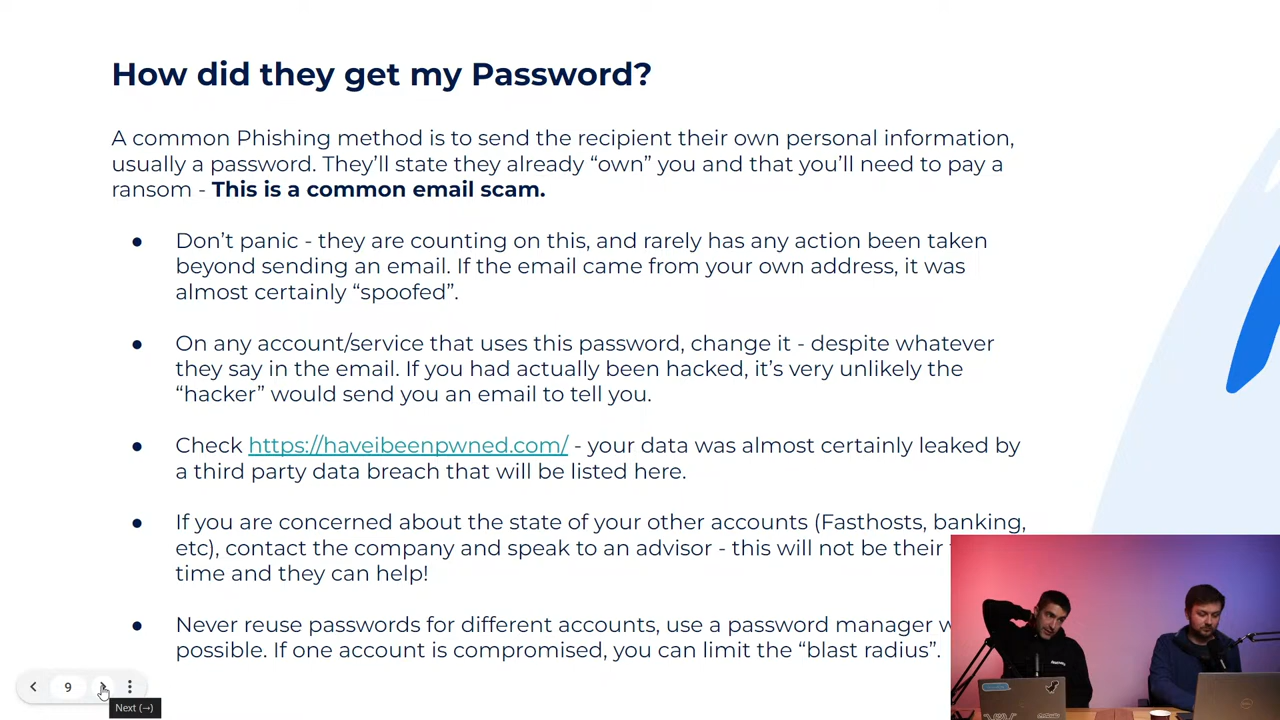 How did they get my Password?
A common Phishing method is to send the recipient their own personal information,
usually a password. They’ll state they already “own” you and that you’ll need to pay a
ransom - This is a common email scam.
● Don’t panic - they are counting on this, and rarely has any action been taken
beyond sending an email. If the email came from your own address, it was
almost certainly “spoofed”.
● On any account/service that uses this password, change it - despite whatever
they say in the email. If you had actually been hacked, it’s very unlikely the
“hacker” would send you an email to tell you.
● Check https://haveibeenpwned.com/ - your data was almost certainly leaked by
a third party data breach that will be listed here.
● If you are concerned about the state of your other accounts (Fasthosts, banking,
etc), contact the company and speak to an advisor - this will not be their
time and they can help!
● Never reuse passwords for different accounts, use a password manager
possible. If one account is compromised, you can limit the “blast radius”.
9
Next (→)